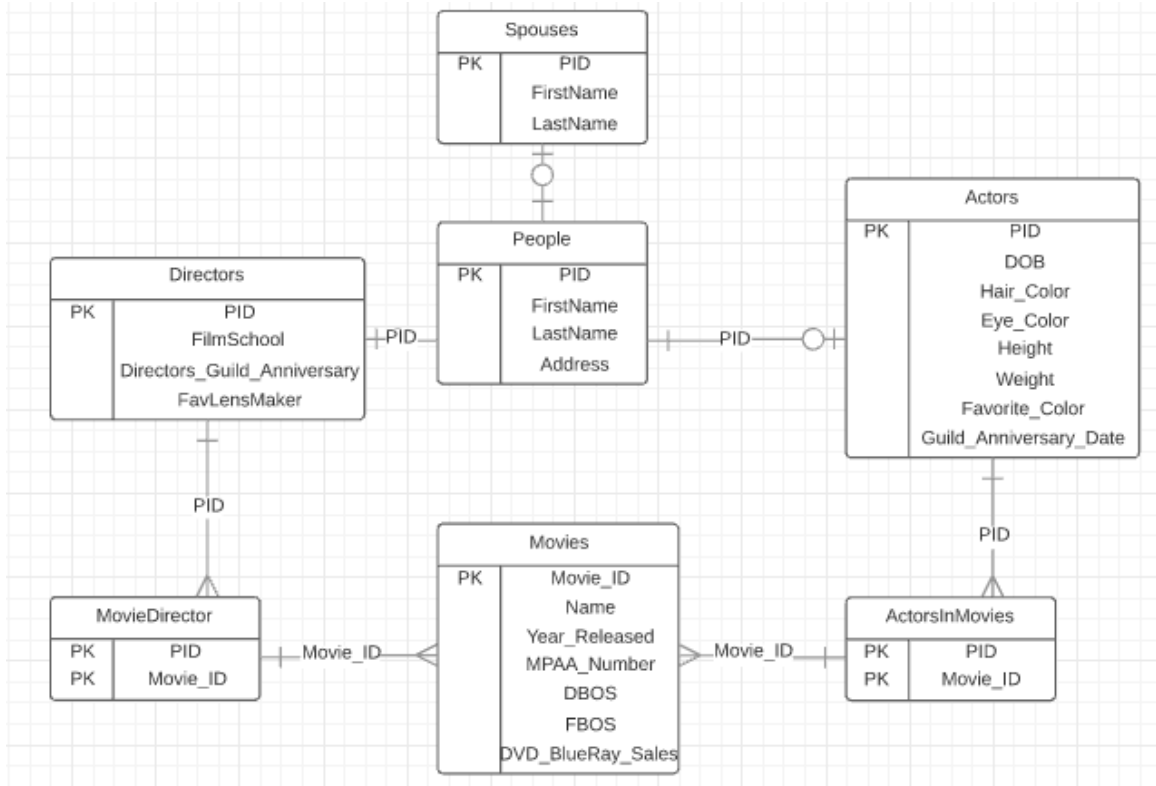 Spouses
PK PID
FirstName
LastName
People
PK PID
FirstName
LastName
Address
Actors
PK PID
DOB
Hair_Color
Eye_Color
Height
Weight
Favorite_Color
Guild_Anniversary_Date
Directors
PK PID
FilmSchool
Directors_Guild_Anniversary
FavLensMaker
PID
PID
PID
PID
Movies
PK Movie_ID
Name
Year_Released
MPAA_Number
DBOS
FBOS
DVD_BlueRay_Sales
MovieDirector
PK PID
PK Movie_ID
Movie_ID
Movie_ID
ActorsInMovies
PK PID
PK Movie_ID